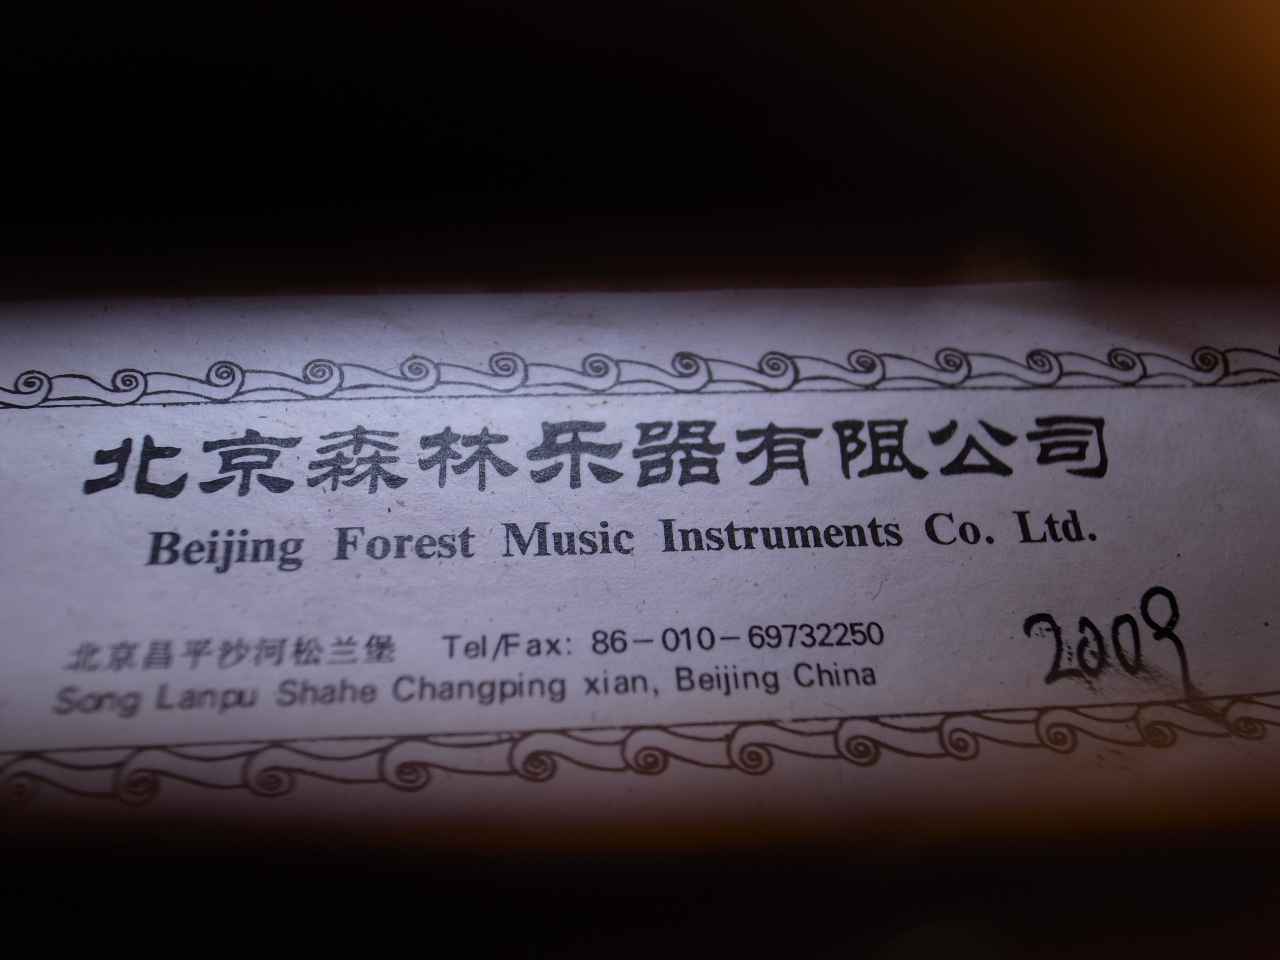 北京森林乐器有限公司
Beijing Forest Music Instruments Co. Ltd.
北京昌平沙河松兰堡 Tel/Fax: 86-010-69732250
Song Lanpu Shahe Changping xian, Beijing China
2009